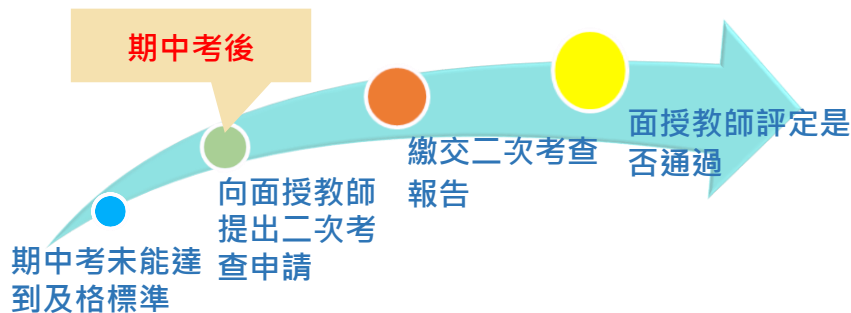 期中考後
期中考未能達
到及格標準
向面授教師
提出二次考
查申請
繳交二次考查
報告
面授教師評定是
否通過